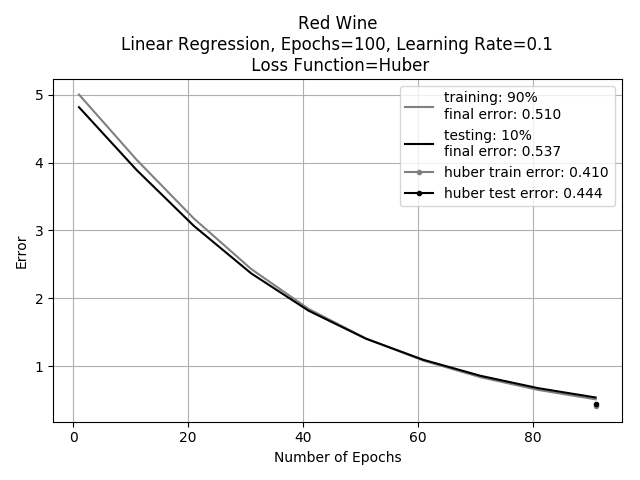 Red Wine
Linear Regression, Epochs=100, Learning Rate=0.1
Loss Function=Huber
training: 90%
final error: 0.510
testing: 10%
final error: 0.537
huber train error: 0.410
huber test error: 0.444
Error
5
4
3
2
1
0
20
40
60
80
Number of Epochs